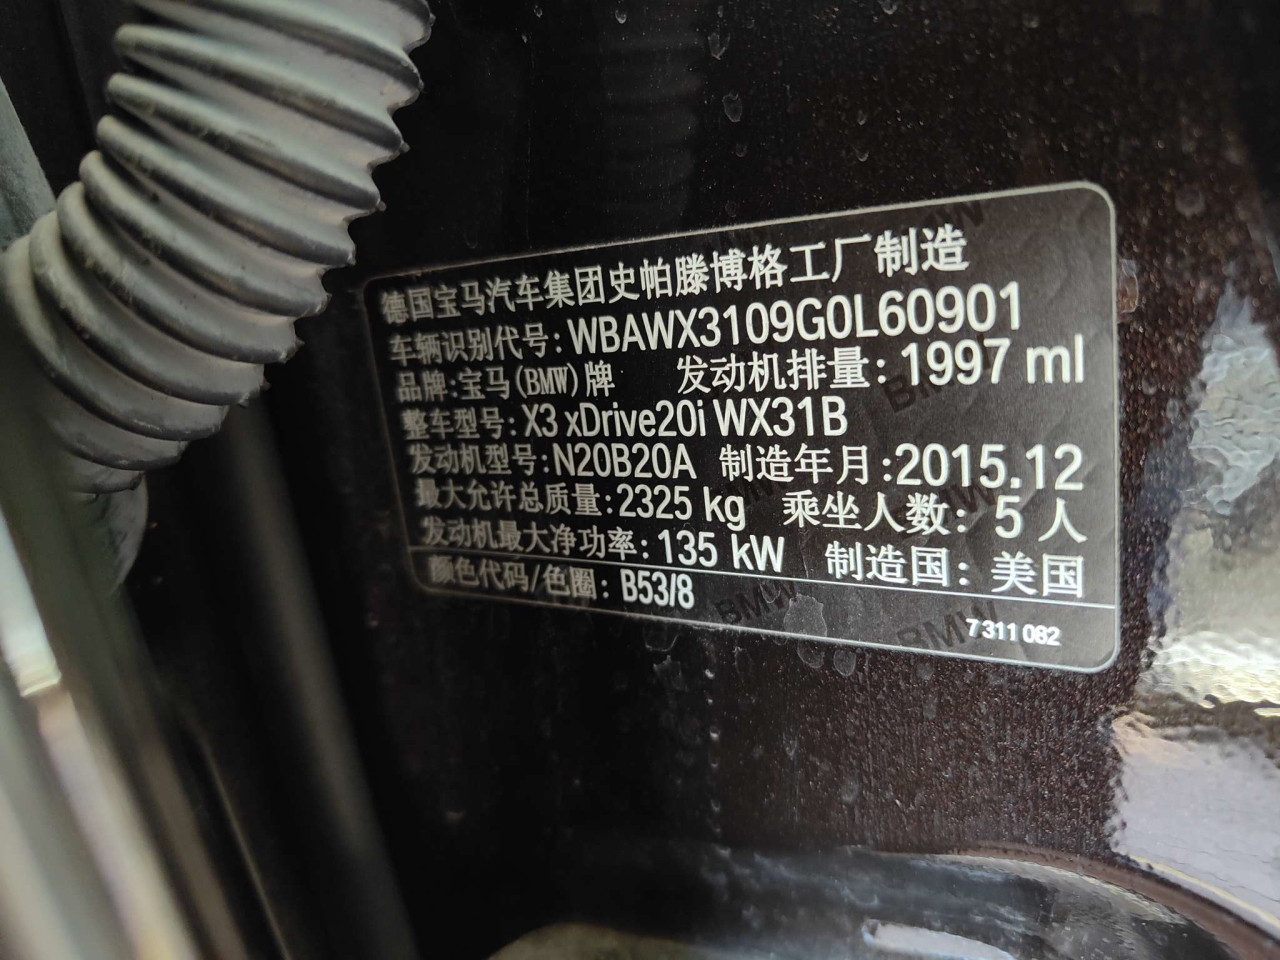 德国宝马汽车集团史帕滕博格工厂制造
车辆识别代号: WBAWX3109G0L60901
品牌: 宝马(BMW)牌 发动机排量: 1997 ml
整车型号: X3 xDrive20i WX31B
发动机型号: N20B20A 制造年月: 2015.12
最大允许总质量: 2325 kg 乘坐人数: 5 人
发动机最大净功率: 135 kW 制造国: 美国
颜色代码/色圈: B53/8
7 311 082